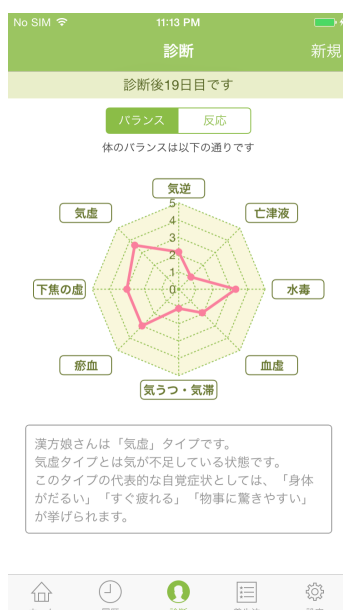 No SIM 11:13 PM
診断 新規
診断後19日目です
バランス 反応
体のバランスは以下の通りです
気逆
5
気虚 亡津液
4
3
2
1
下焦の虚 0 水毒
瘀血 血虚
気うつ・気滞
漢方娘さんは「気虚」タイプです。
気虚タイプとは気が不足している状態です。
このタイプの代表的な自覚症状としては、「身体
がだるい」「すぐ疲れる」「物事に驚きやすい」
が挙げられます。